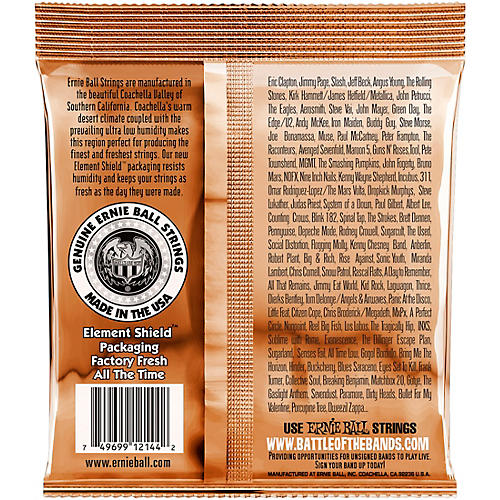 Ernie Ball Strings are manufactured in
the beautiful Coachella Valley of
Southern California. Coachella's warm
desert climate coupled with the
prevailing ultra low humidity makes
this region perfect for producing the
finest and freshest strings. Our new
Element Shield™ packaging resists
humidity and keeps your strings as
fresh as the day they were made.
GENUINE ERNIE BALL STRINGS
MADE IN THE USA
Element Shield™
Packaging
Factory Fresh
All The Time
7 49699 12144 2
www.ernieball.com
Eric Clapton, Jimmy Page, Slash, Jeff Beck, Angus Young, The Rolling
Stones, Kirk Hammett/James Hetfield/Metallica, John Petrucci,
The Eagles, Aerosmith, Steve Vai, John Mayer, Green Day, The
Edge/U2, Andy McKee, Iron Maiden, Buddy Guy, Steve Morse,
Joe Bonamassa, Muse, Paul McCartney, Peter Frampton, The
Raconteurs, Avenged Sevenfold, Maroon 5, Guns N' Roses, Tool, Pete
Townshend, MGMT, The Smashing Pumpkins, John Fogerty, Bruno
Mars, NOFX, Nine Inch Nails, Kenny Wayne Shepherd, Incubus, 311,
Omar Rodriguez-Lopez/The Mars Volta, Dropkick Murphys, Steve
Lukather, Judas Priest, System of a Down, Paul Gilbert, Albert Lee,
Counting Crows, Blink 182, Spinal Tap, The Strokes, Brett Dennen,
Pennywise, Depeche Mode, Rodney Crowell, Sugarcult, The Used,
Social Distortion, Flogging Molly, Kenny Chesney Band, Anberlin,
Robert Plant, Big & Rich, Rise Against, Sonic Youth, Miranda
Lambert, Chris Cornell, Snow Patrol, Rascal Flatts, A Day to Remember,
All That Remains, Jimmy Eat World, Kid Rock, Lagwagon, Thrice,
Dierks Bentley, Tom Delonge/Angels & Airwaves, Panic At the Disco,
Little Feat, Citizen Cope, Chris Broderick/Megadeth, MxPx, A Perfect
Circle, Nonpoint, Reel Big Fish, Los Lobos, The Tragically Hip, INXS,
Sublime with Rome, Evanescence, The Dillinger Escape Plan,
Sugarland, Senses Fail, All Time Low, Gogol Bordello, Bring Me The
Horizon, Hinder, Buckcherry, Blues Saraceno, Eyes Set To Kill, Frank
Turner, Collective Soul, Breaking Benjamin, Matchbox 20, Gotye, The
Gaslight Anthem, Sevendust, Paramore, Dirty Heads, Bullet For My
Valentine, Porcupine Tree, Dweezil Zappa...
USE ERNIE BALL STRINGS
WWW.BATTLEOFTHEBANDS.COM
PROVIDING OPPORTUNITIES FOR UNSIGNED BANDS TO PLAY LIVE.
SIGN YOUR BAND UP TODAY!
MANUFACTURED AT ERNIE BALL INC. COACHELLA, CA 92236 U.S.A.